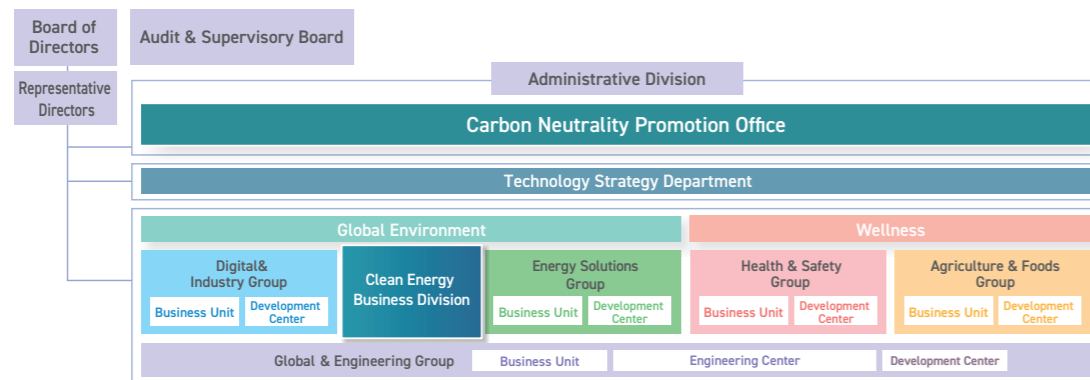 Board of
Directors
Audit & Supervisory Board
Representative
Directors
Administrative Division
Carbon Neutrality Promotion Office
Technology Strategy Department
Global Environment
Wellness
Digital&
Industry Group
Business Unit
Development
Center
Clean Energy
Business Division
Energy Solutions
Group
Business Unit
Development
Center
Health & Safety
Group
Business Unit
Development
Center
Agriculture & Foods
Group
Business Unit
Development
Center
Global & Engineering Group
Business Unit
Engineering Center
Development Center